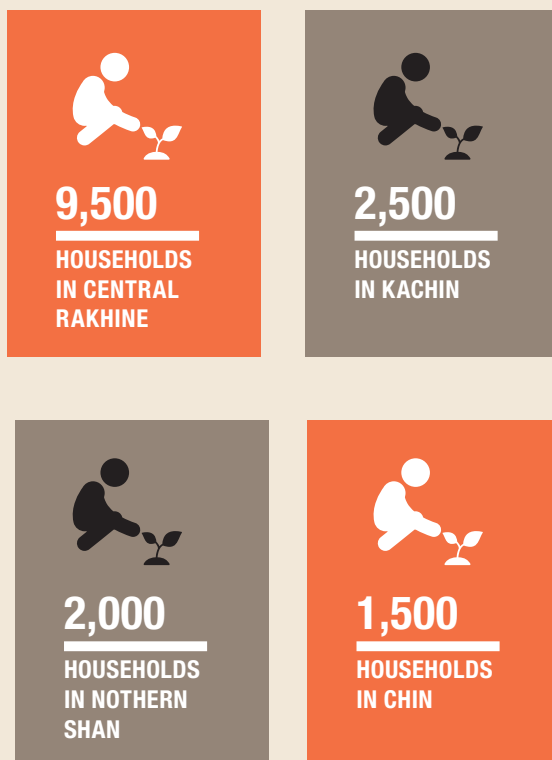 9,500
HOUSEHOLDS
IN CENTRAL
RAKHINE
2,500
HOUSEHOLDS
IN KACHIN
2,000
HOUSEHOLDS
IN NOTHERN
SHAN
1,500
HOUSEHOLDS
IN CHIN